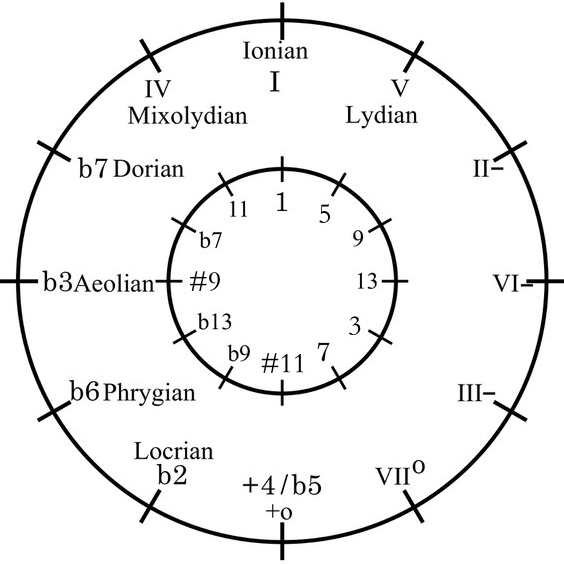 Ionian
I
IV
Mixolydian
V
Lydian
b7 Dorian
II-
11
1
5
b7
9
b3Aeolian
#9
13
VI-
b13
3
b9
#11
7
b6 Phrygian
III-
Locrian
b2
+4/b5
+o
VIIo